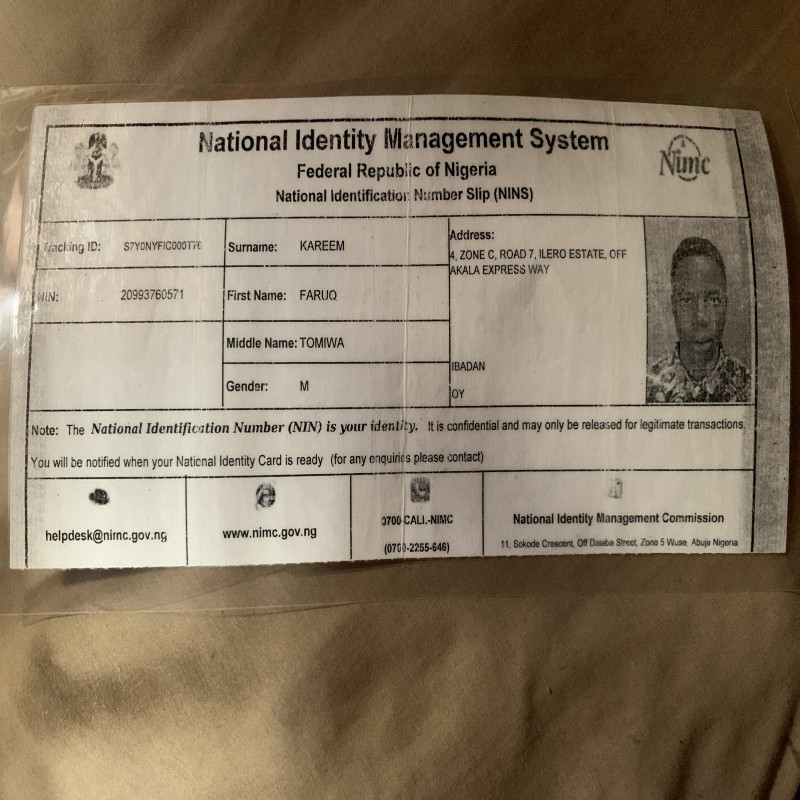 National Identity Management System
Federal Republic of Nigeria
National Identification Number Slip (NINS)
Nimc
Tracking ID:
Surname: KAREEM
Address:
4, ZONE C, ROAD 7, ILERO ESTATE, OFF
AKALA EXPRESS WAY
NIN: 20993760571
First Name: FARUQ
Middle Name: TOMIWA
IBADAN
Gender: M
OY
Note: The National Identification Number (NIN) is your identity. It is confidential and may only be released for legitimate transactions.
You will be notified when your National Identity Card is ready (for any enquiries please contact)
helpdesk@nimc.gov.ng
www.nimc.gov.ng
0700-CALL-NIMC
(0700-2255-646)
National Identity Management Commission
11, Sokode Crescent, Off Dalaba Street, Zone 5 Wuse, Abuja Nigeria